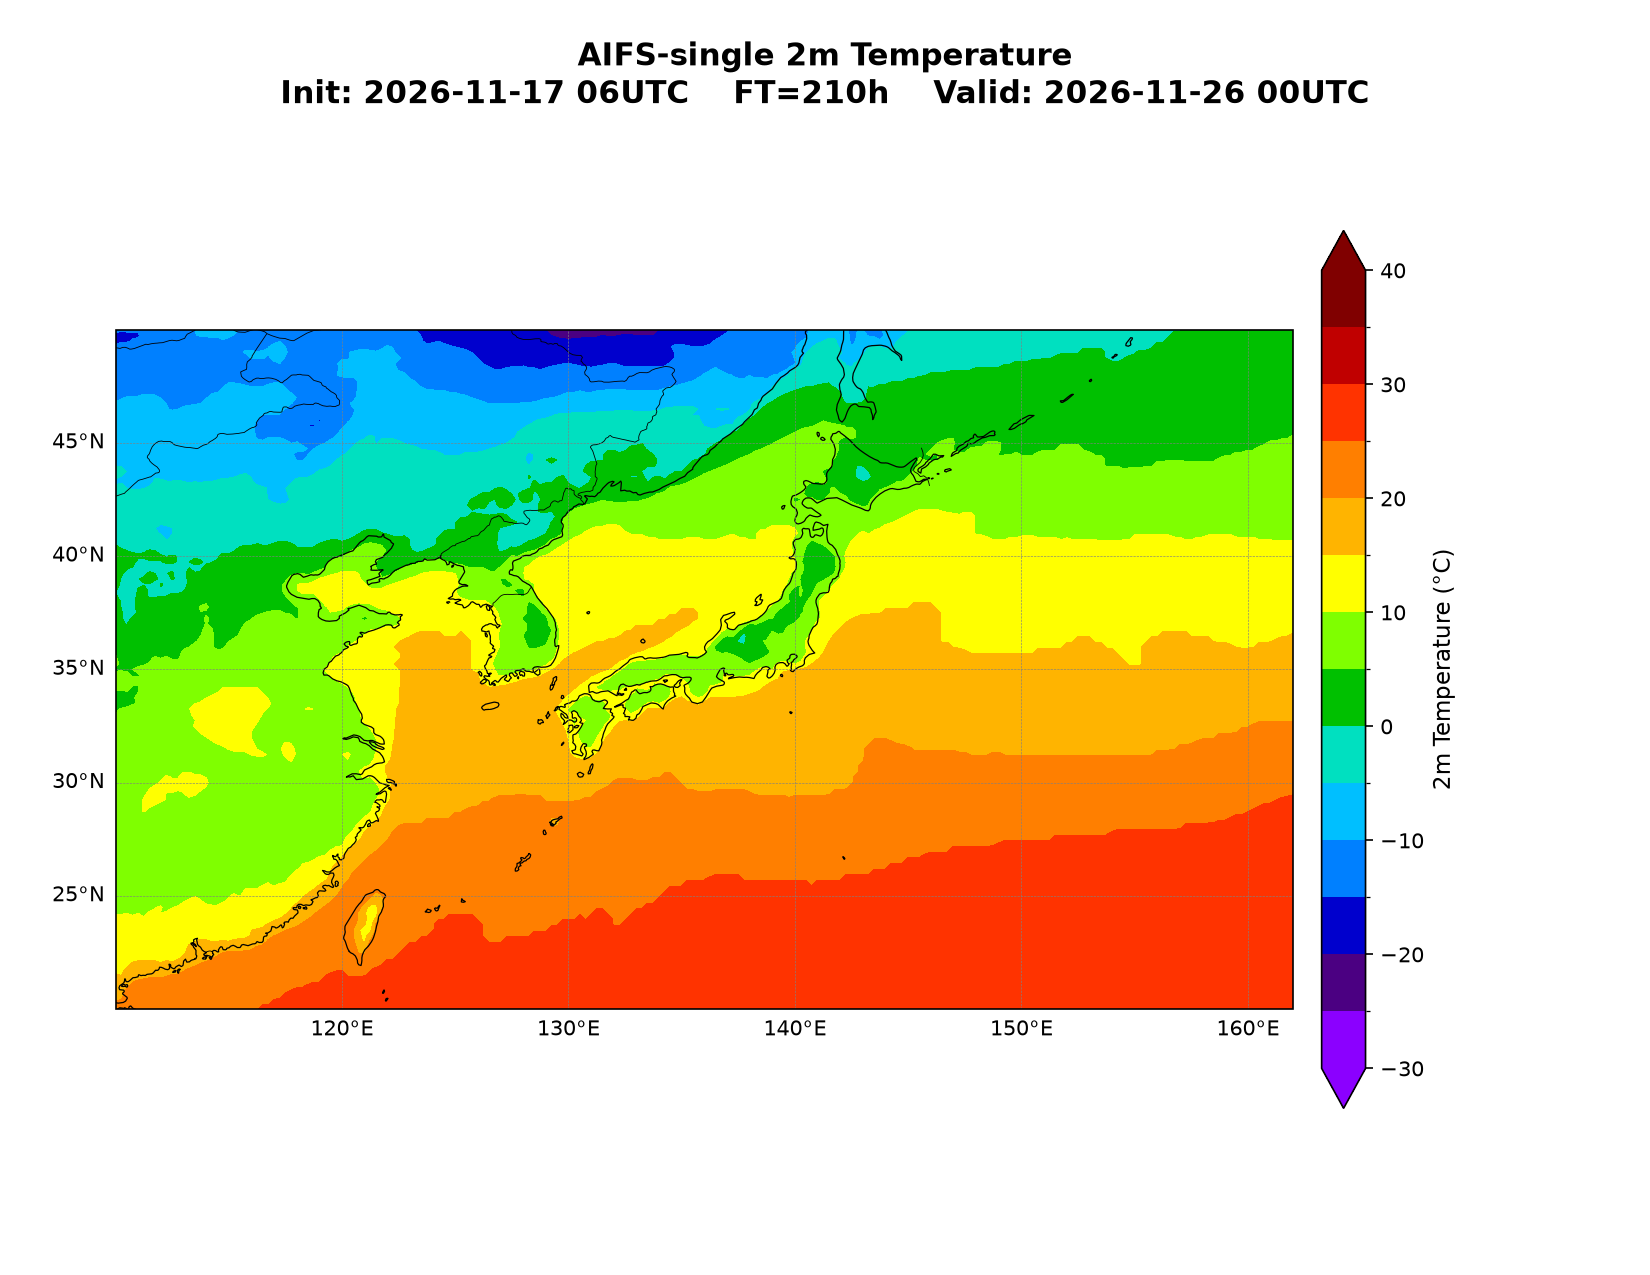 AIFS-single 2m Temperature
Init: 2026-11-17 06UTC    FT=210h    Valid: 2026-11-26 00UTC
45°N
40°N
35°N
30°N
25°N
120°E
130°E
140°E
150°E
160°E
40
30
20
10
0
−10
−20
−30
2m Temperature (°C)